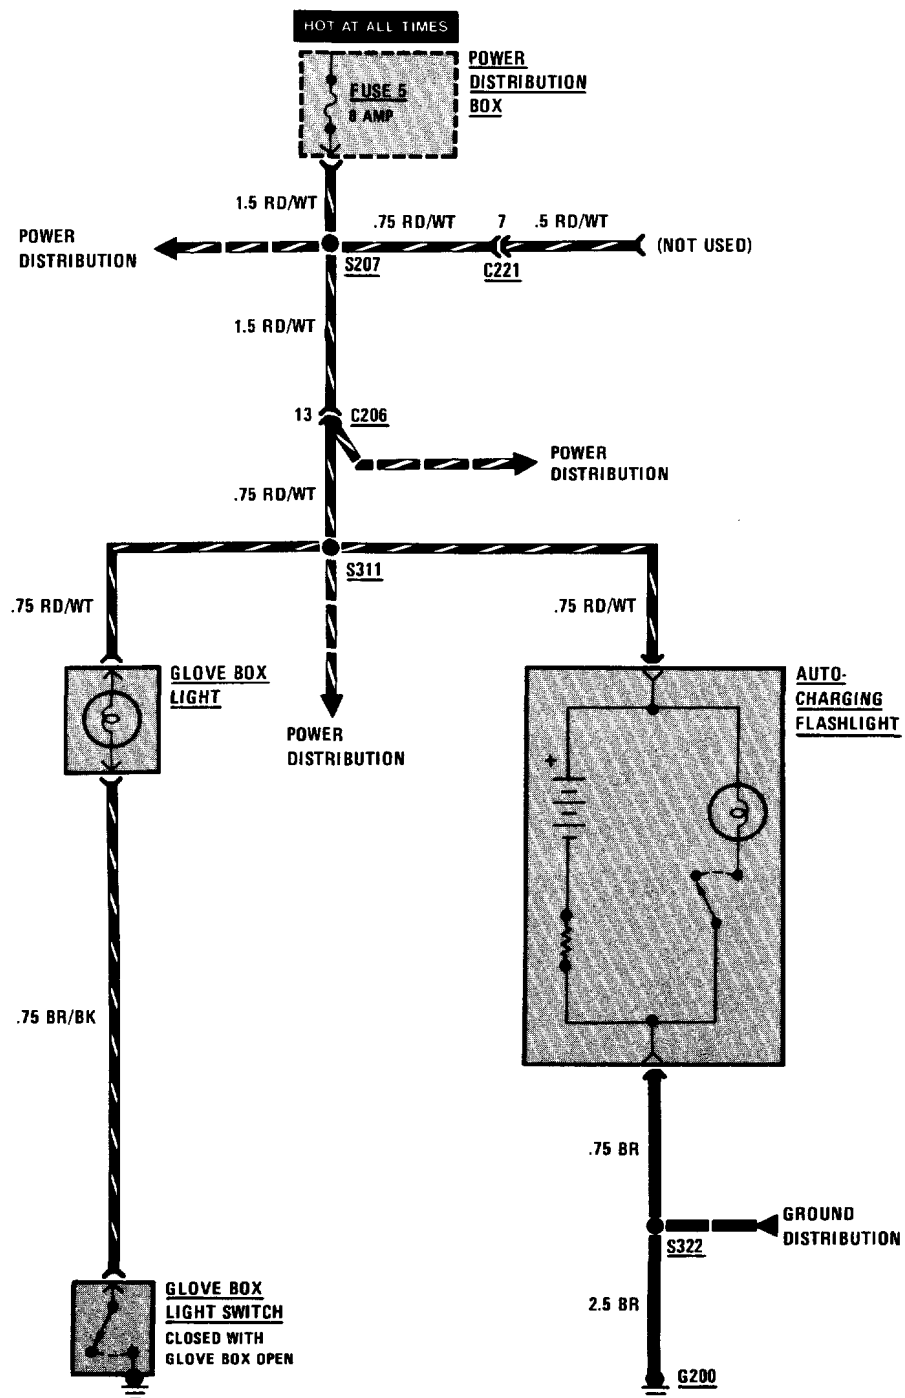 HOT AT ALL TIMES
POWER
DISTRIBUTION
BOX
FUSE 5
8 AMP
1.5 RD/WT
.75 RD/WT
7
.5 RD/WT
POWER
DISTRIBUTION
(NOT USED)
S207
C221
1.5 RD/WT
13
C206
POWER
DISTRIBUTION
.75 RD/WT
S311
.75 RD/WT
.75 RD/WT
GLOVE BOX
LIGHT
AUTO-
CHARGING
FLASHLIGHT
POWER
DISTRIBUTION
+
.75 BR/BK
.75 BR
GROUND
DISTRIBUTION
S322
GLOVE BOX
LIGHT SWITCH
CLOSED WITH
GLOVE BOX OPEN
2.5 BR
G200